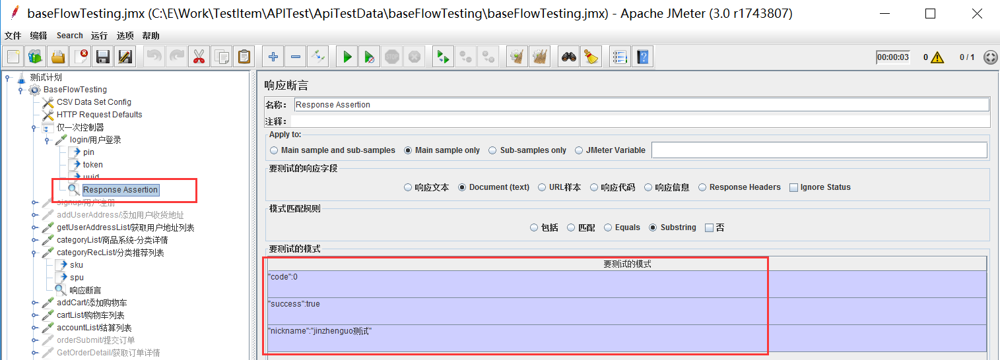 baseFlowTesting.jmx (C:\E\Work\TestItem\APITest\ApiTestData\baseFlowTesting\baseFlowTesting.jmx) - Apache JMeter (3.0 r1743807)
文件 编辑 Search 运行 选项 帮助
STOP 00:00:03 0 0 / 1
测试计划
BaseFlowTesting
CSV Data Set Config
HTTP Request Defaults
仅一次控制器
login/用户登录
pin
token
uuid
Response Assertion
signup/用户注册
addUserAddress/添加用户收货地址
getUserAddressList/获取用户地址列表
categoryList/商品系统-分类详情
categoryRecList/分类推荐列表
sku
spu
响应断言
addCart/添加购物车
cartList/购物车列表
accountList/结算列表
orderSubmit/提交订单
GetOrderDetail/获取订单详情
响应断言
名称： Response Assertion
注释：
Apply to:
Main sample and sub-samples Main sample only Sub-samples only JMeter Variable
要测试的响应字段
响应文本 Document (text) URL样本 响应代码 响应信息 Response Headers Ignore Status
模式匹配规则
包括 匹配 Equals Substring 否
要测试的模式
要测试的模式
"code":0
"success":true
"nickname":"jinzhenguo测试"